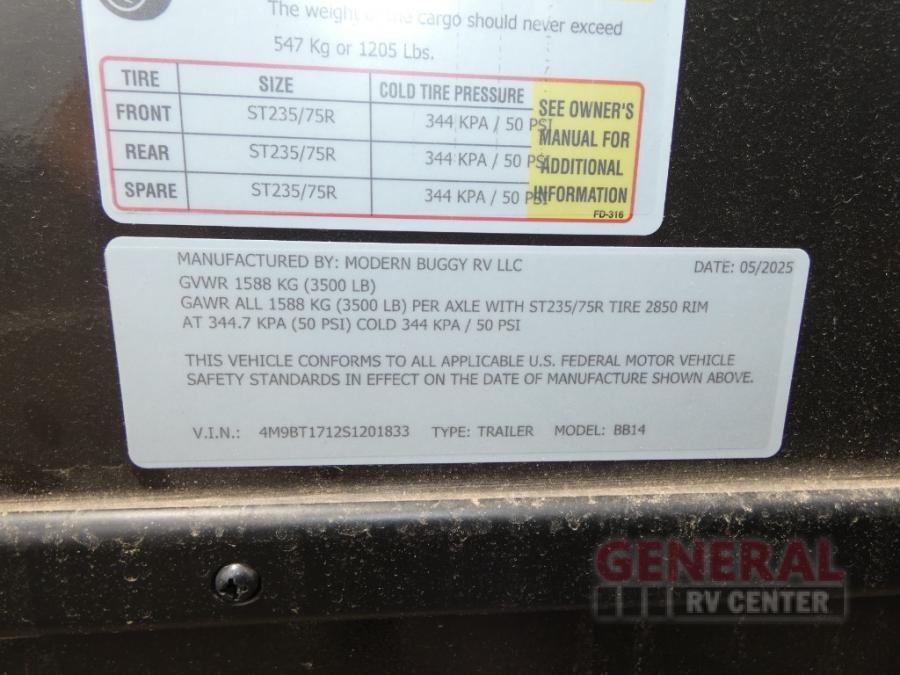 The weight of the cargo should never exceed
547 Kg or 1205 Lbs.
TIRE SIZE COLD TIRE PRESSURE
FRONT ST235/75R 344 KPA / 50 PSI
REAR ST235/75R 344 KPA / 50 PSI
SPARE ST235/75R 344 KPA / 50
SEE OWNER'S
MANUAL FOR
ADDITIONAL
INFORMATION
FD-316
MANUFACTURED BY: MODERN BUGGY RV LLC DATE: 05/2025
GVWR 1588 KG (3500 LB)
GAWR ALL 1588 KG (3500 LB) PER AXLE WITH ST235/75R TIRE 2850 RIM
AT 344.7 KPA (50 PSI) COLD 344 KPA / 50 PSI
THIS VEHICLE CONFORMS TO ALL APPLICABLE U.S. FEDERAL MOTOR VEHICLE
SAFETY STANDARDS IN EFFECT ON THE DATE OF MANUFACTURE SHOWN ABOVE.
V.I.N.: 4M9BT1712S1201833 TYPE: TRAILER MODEL: BB14
GENERAL
RV CENTER